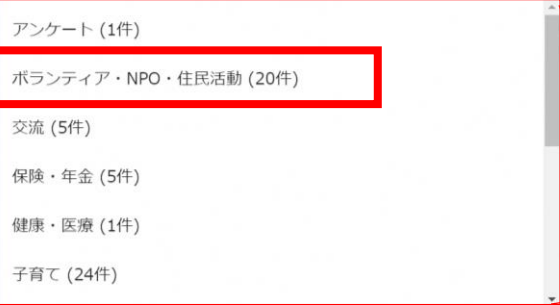 アンケート (1件)
ボランティア・NPO・住民活動 (20件)
交流 (5件)
保険・年金 (5件)
健康・医療 (1件)
子育て (24件)